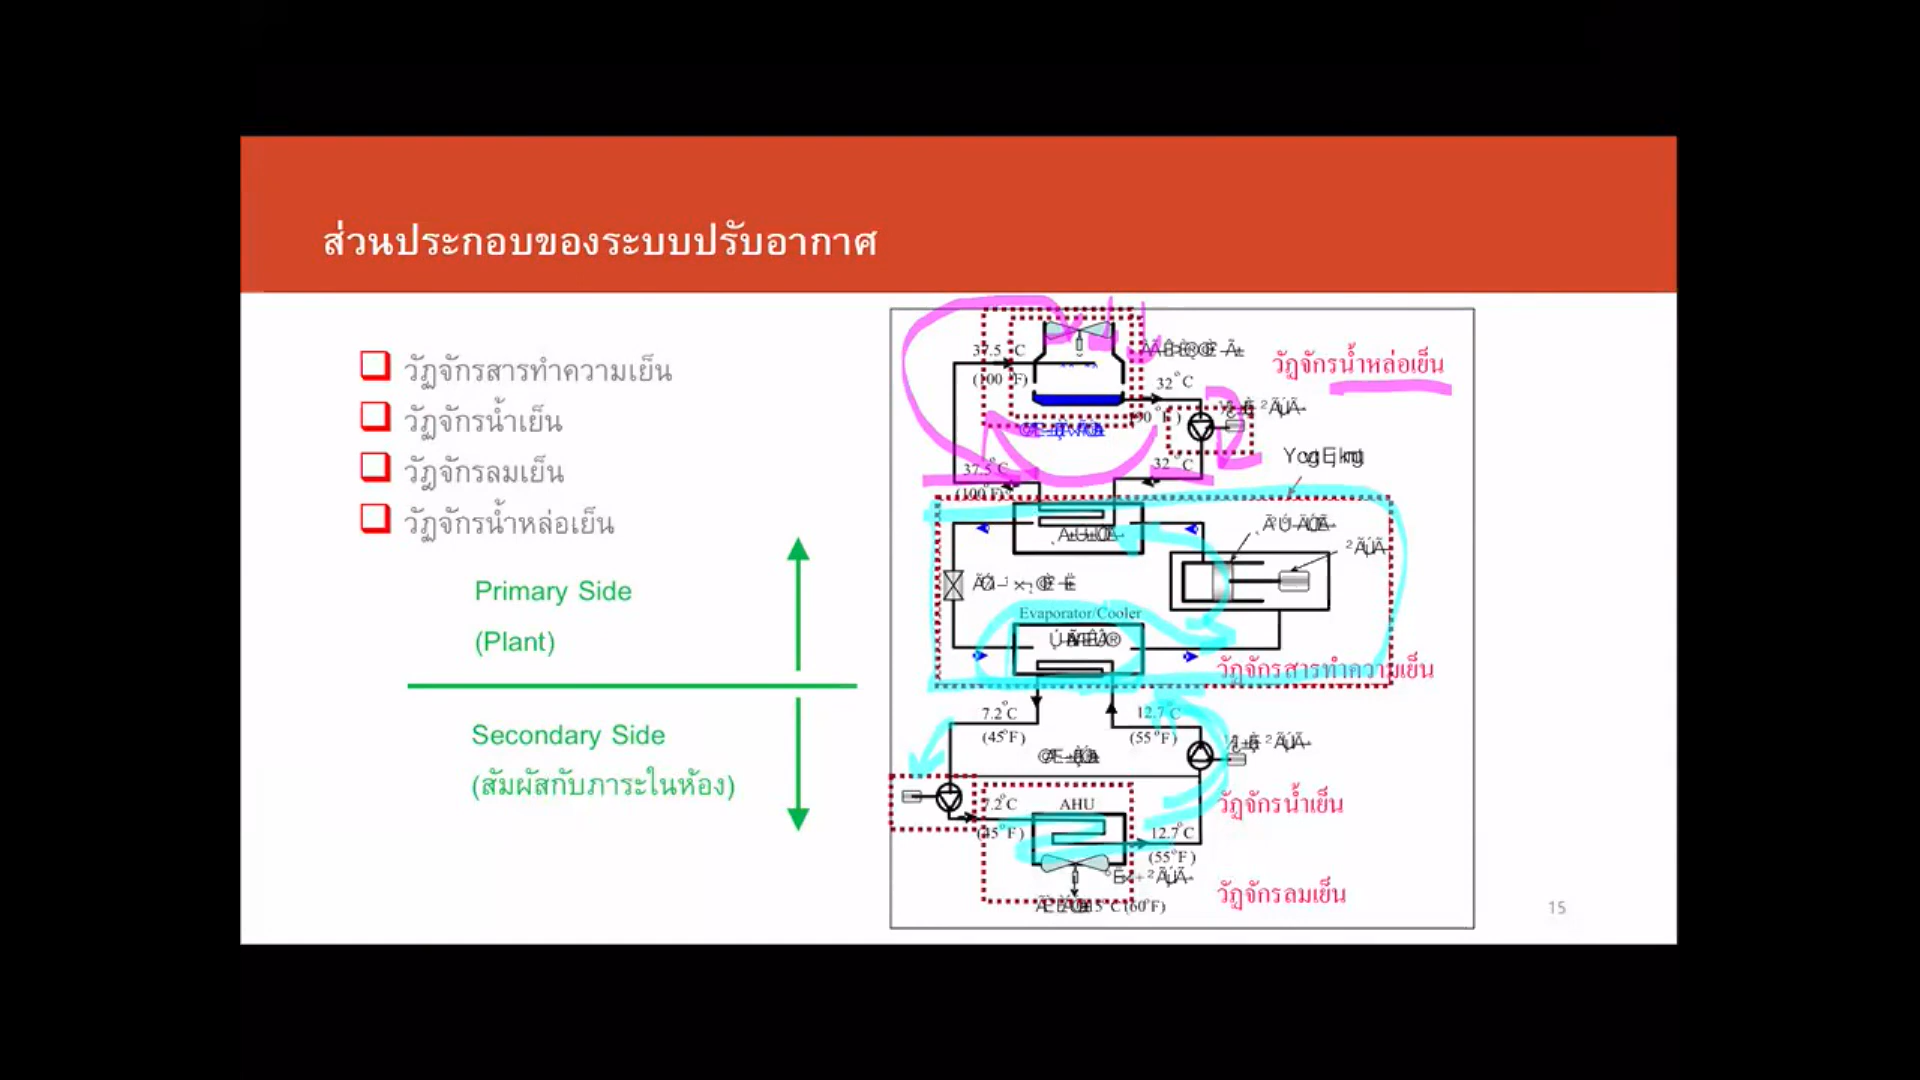 ส่วนประกอบของระบบปรับอากาศ
วัฏจักรสารทำความเย็น
วัฏจักรน้ำเย็น
วัฎจักรลมเย็น
วัฏจักรน้ำหล่อเย็น
Primary Side
(Plant)
Secondary Side
(สัมผัสกับภาระในห้อง)
37.5 °C
(100 °F)
32°C
(90 °F)
วัฏจักรน้ำหล่อเย็น
37.5°C
(100°F)
32°C
Evaporator/Cooler
วัฏจักรสารทำความเย็น
7.2°C
(45°F)
12.7°C
(55°F)
7.2°C
(45°F)
AHU
12.7°C
(55°F)
วัฏจักรน้ำเย็น
วัฏจักรลมเย็น
15°C (60°F)
15